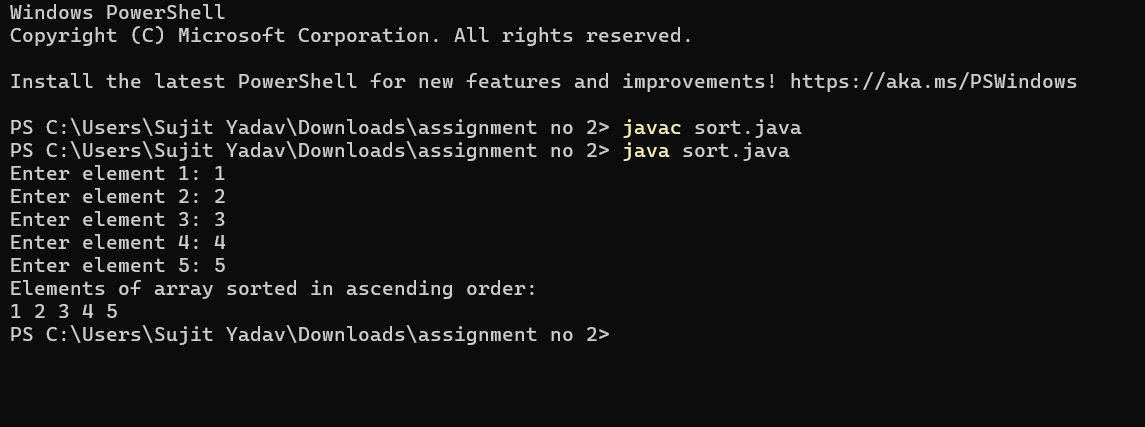 Windows PowerShell
Copyright (C) Microsoft Corporation. All rights reserved.
Install the latest PowerShell for new features and improvements! https://aka.ms/PSWindows
PS C:\Users\Sujit Yadav\Downloads\assignment no 2> javac sort.java
PS C:\Users\Sujit Yadav\Downloads\assignment no 2> java sort.java
Enter element 1: 1
Enter element 2: 2
Enter element 3: 3
Enter element 4: 4
Enter element 5: 5
Elements of array sorted in ascending order:
1 2 3 4 5
PS C:\Users\Sujit Yadav\Downloads\assignment no 2>